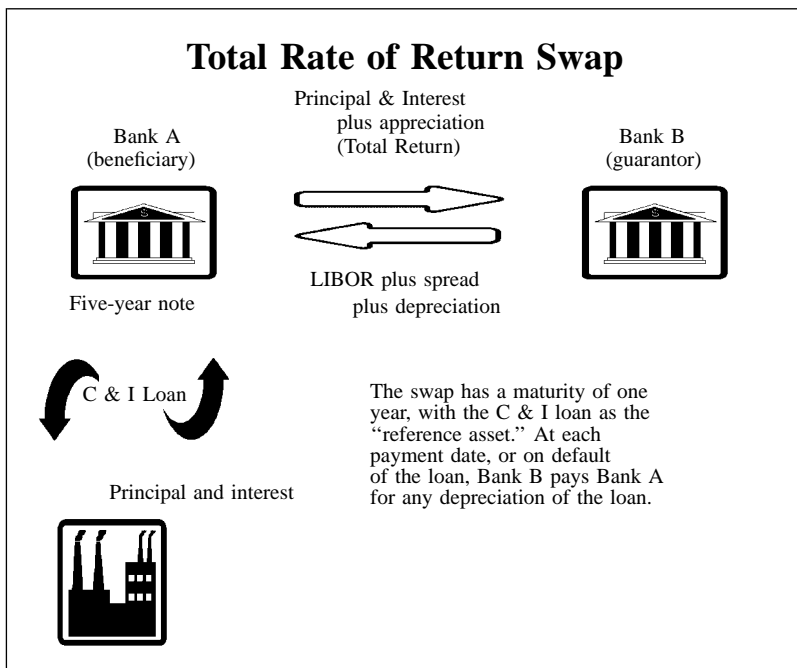 Total Rate of Return Swap
Principal & Interest
plus appreciation
(Total Return)
Bank A
(beneficiary)
Bank B
(guarantor)
$
$
LIBOR plus spread
plus depreciation
Five-year note
C & I Loan
The swap has a maturity of one
year, with the C & I loan as the
“reference asset.” At each
payment date, or on default
of the loan, Bank B pays Bank A
for any depreciation of the loan.
Principal and interest